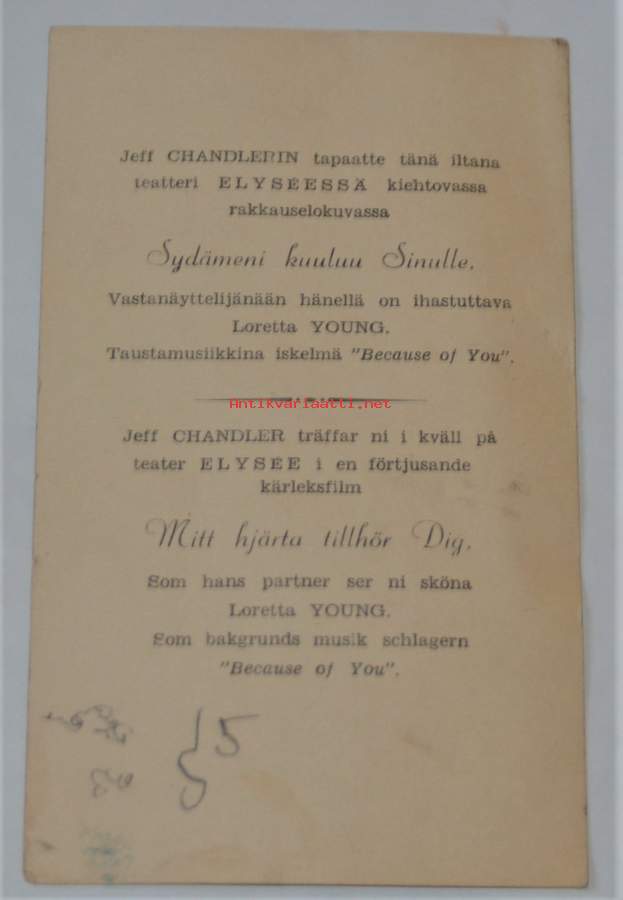 Jeff CHANDLERIN tapaatte tänä iltana
teatteri ELYSEESSÄ kiehtovassa
rakkauselokuvassa
Sydämeni kuuluu Sinulle.
Vastanäyttelijänään hänellä on ihastuttava
Loretta YOUNG.
Taustamusiikkina iskelmä "Because of You".
Antikvariaatti.net
Jeff CHANDLER träffar ni i kväll på
teater ELYSEE i en förtjusande
kärleksfilm
Mitt hjärta tillhör Dig.
Som hans partner ser ni sköna
Loretta YOUNG.
Som bakgrunds musik schlagern
"Because of You".
5